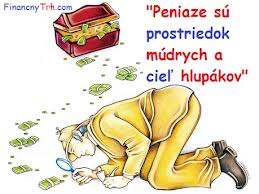 FinancnyTrh.com
"Peniaze sú
prostriedok
múdrych a
cieľ hlupákov"